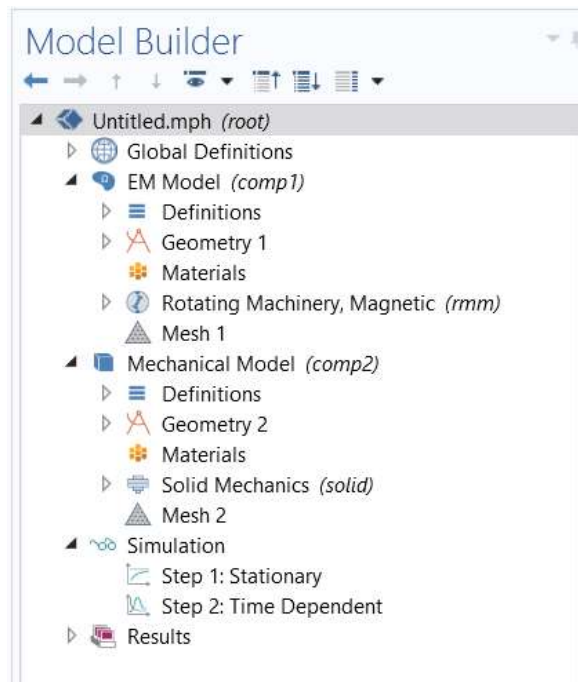 Model Builder
Untitled.mph (root)
Global Definitions
EM Model (comp1)
Definitions
Geometry 1
Materials
Rotating Machinery, Magnetic (rmm)
Mesh 1
Mechanical Model (comp2)
Definitions
Geometry 2
Materials
Solid Mechanics (solid)
Mesh 2
Simulation
Step 1: Stationary
Step 2: Time Dependent
Results